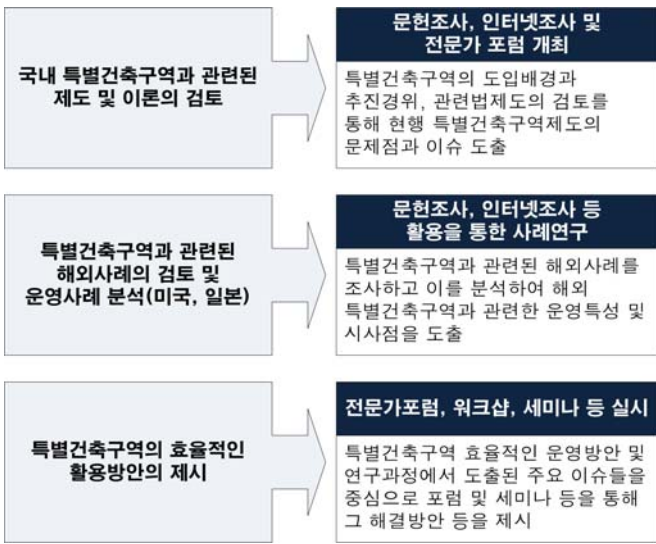 국내 특별건축구역과 관련된
제도 및 이론의 검토
문헌조사, 인터넷조사 및
전문가 포럼 개최
특별건축구역의 도입배경과
추진경위, 관련법제도의 검토를
통해 현행 특별건축구역제도의
문제점과 이슈 도출
특별건축구역과 관련된
해외사례의 검토 및
운영사례 분석(미국, 일본)
문헌조사, 인터넷조사 등
활용을 통한 사례연구
특별건축구역과 관련된 해외사례를
조사하고 이를 분석하여 해외
특별건축구역과 관련한 운영특성 및
시사점을 도출
특별건축구역의 효율적인
활용방안의 제시
전문가포럼, 워크샵, 세미나 등 실시
특별건축구역 효율적인 운영방안 및
연구과정에서 도출된 주요 이슈들을
중심으로 포럼 및 세미나 등을 통해
그 해결방안 등을 제시